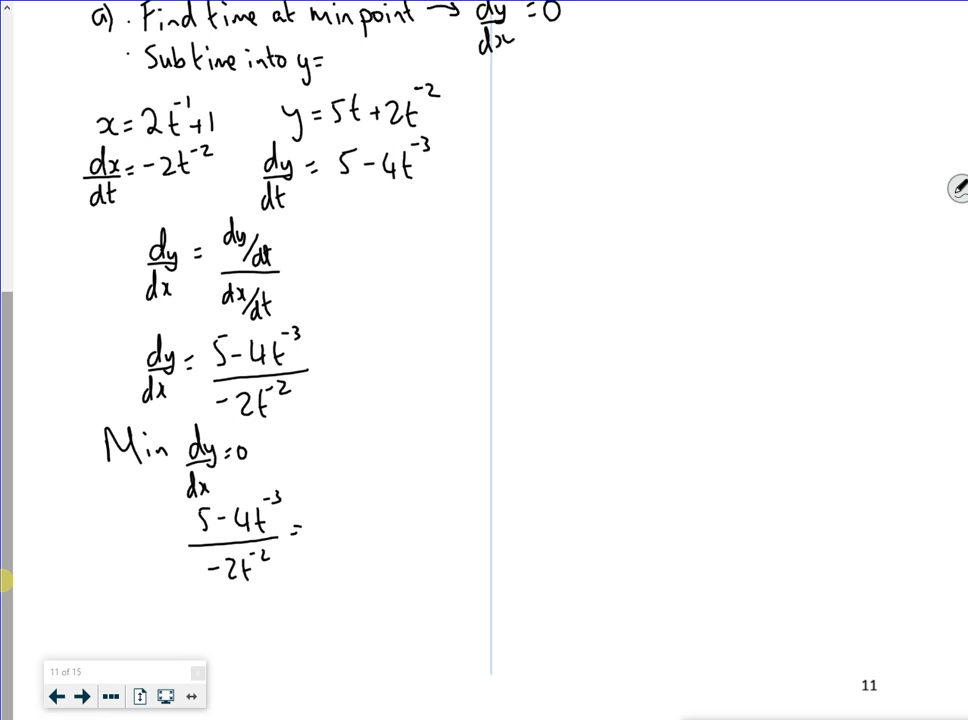 a) · Find time at min point → dy/dx = 0
· Sub time into y=
x = 2t⁻¹+1   y = 5t + 2t⁻²
dx/dt = -2t⁻²   dy/dt = 5 - 4t⁻³
dy/dx = (dy/dt)/(dx/dt)
dy/dx = (5 - 4t⁻³)/(-2t⁻²)
Min dy/dx = 0
(5 - 4t⁻³)/(-2t⁻²) =
11 of 15
11